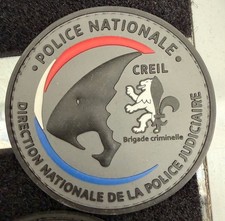 · POLICE NATIONALE ·
CREIL
Brigade criminelle
DIRECTION NATIONALE DE LA POLICE JUDICIAIRE